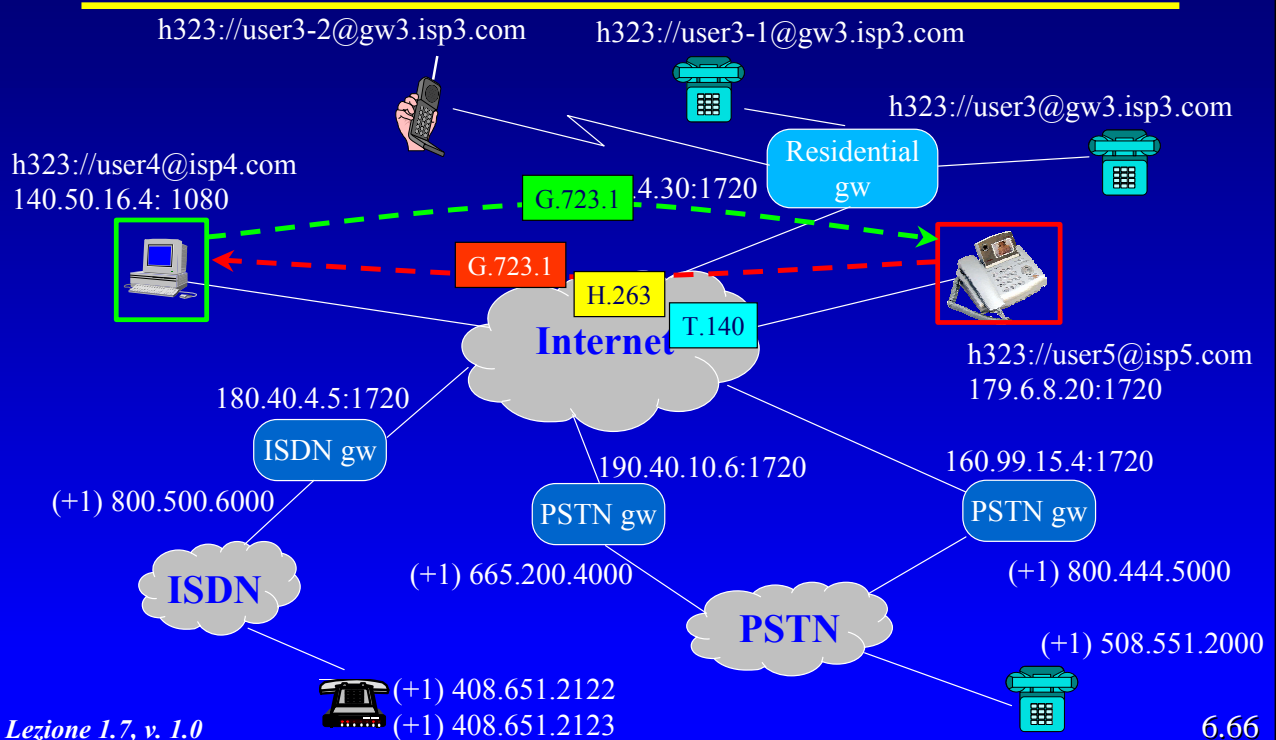 h323://user3-2@gw3.isp3.com
h323://user3-1@gw3.isp3.com
h323://user3@gw3.isp3.com
Residential
gw
h323://user4@isp4.com
140.50.16.4: 1080
G.723.1
.4.30:1720
G.723.1
H.263
T.140
Internet
h323://user5@isp5.com
179.6.8.20:1720
180.40.4.5:1720
ISDN gw
190.40.10.6:1720
160.99.15.4:1720
(+1) 800.500.6000
PSTN gw
PSTN gw
(+1) 665.200.4000
(+1) 800.444.5000
ISDN
PSTN
(+1) 508.551.2000
(+1) 408.651.2122
(+1) 408.651.2123
Lezione 1.7, v. 1.0
6.66